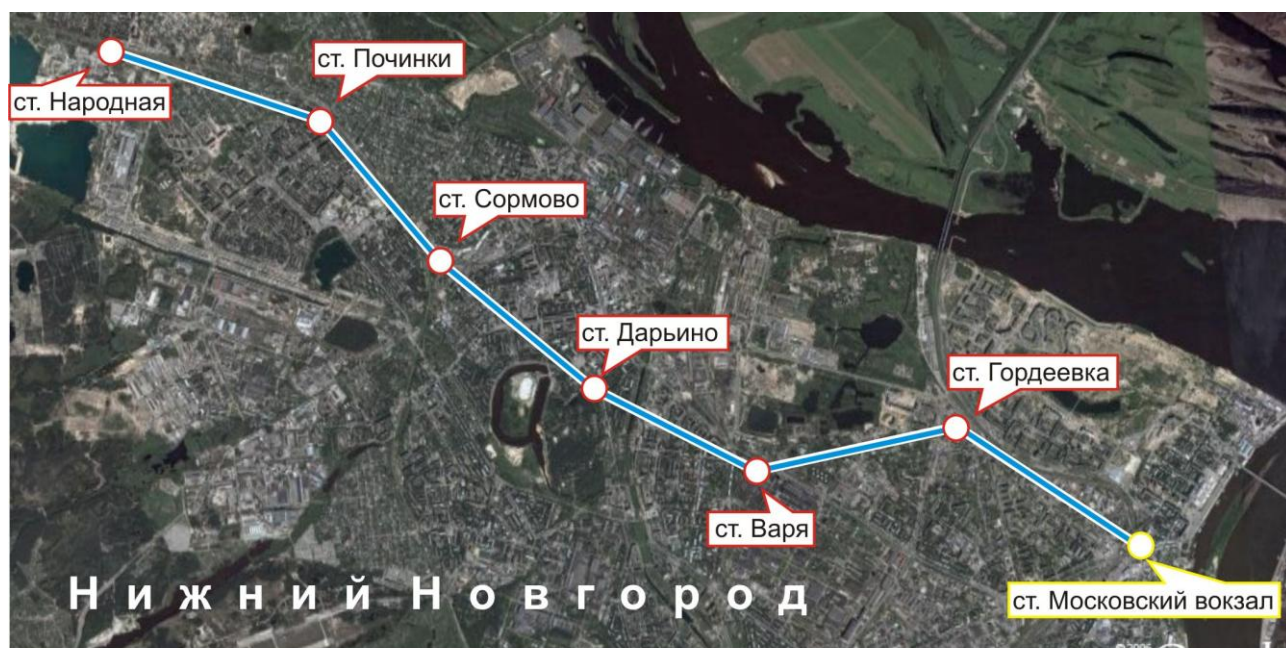 ст. Починки
ст. Народная
ст. Сормово
ст. Дарьино
ст. Гордеевка
ст. Варя
ст. Московский вокзал
Нижний Новгород